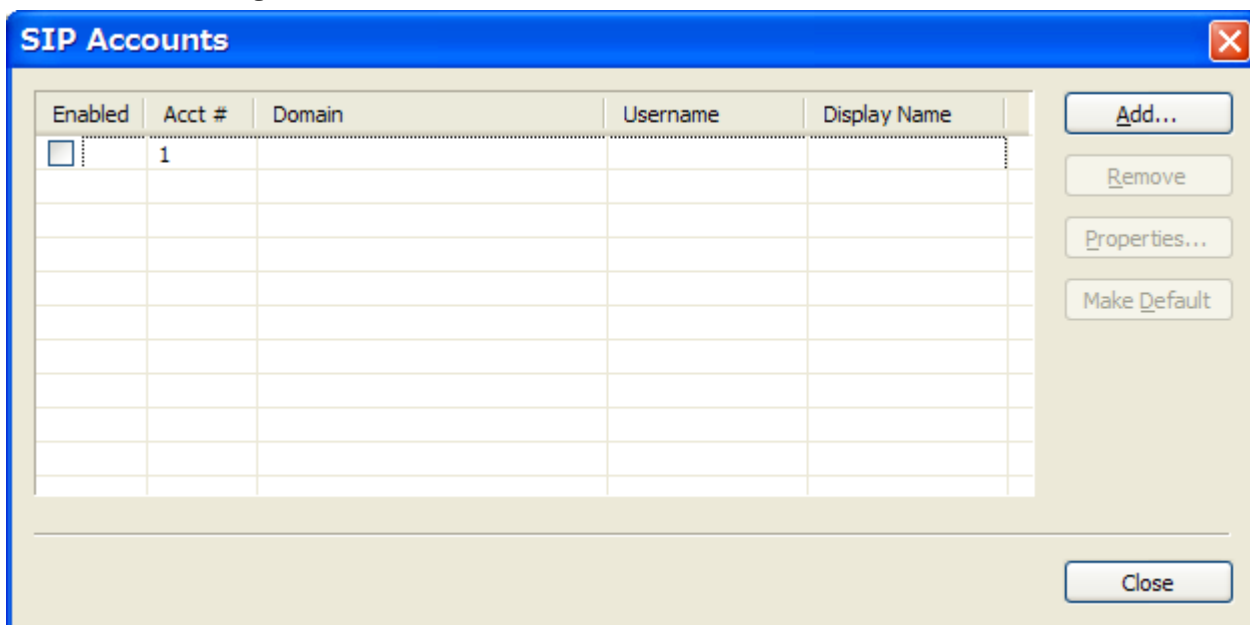 SIP Accounts
Enabled Acct # Domain Username Display Name Add...
1
Remove
Properties...
Make Default
Close